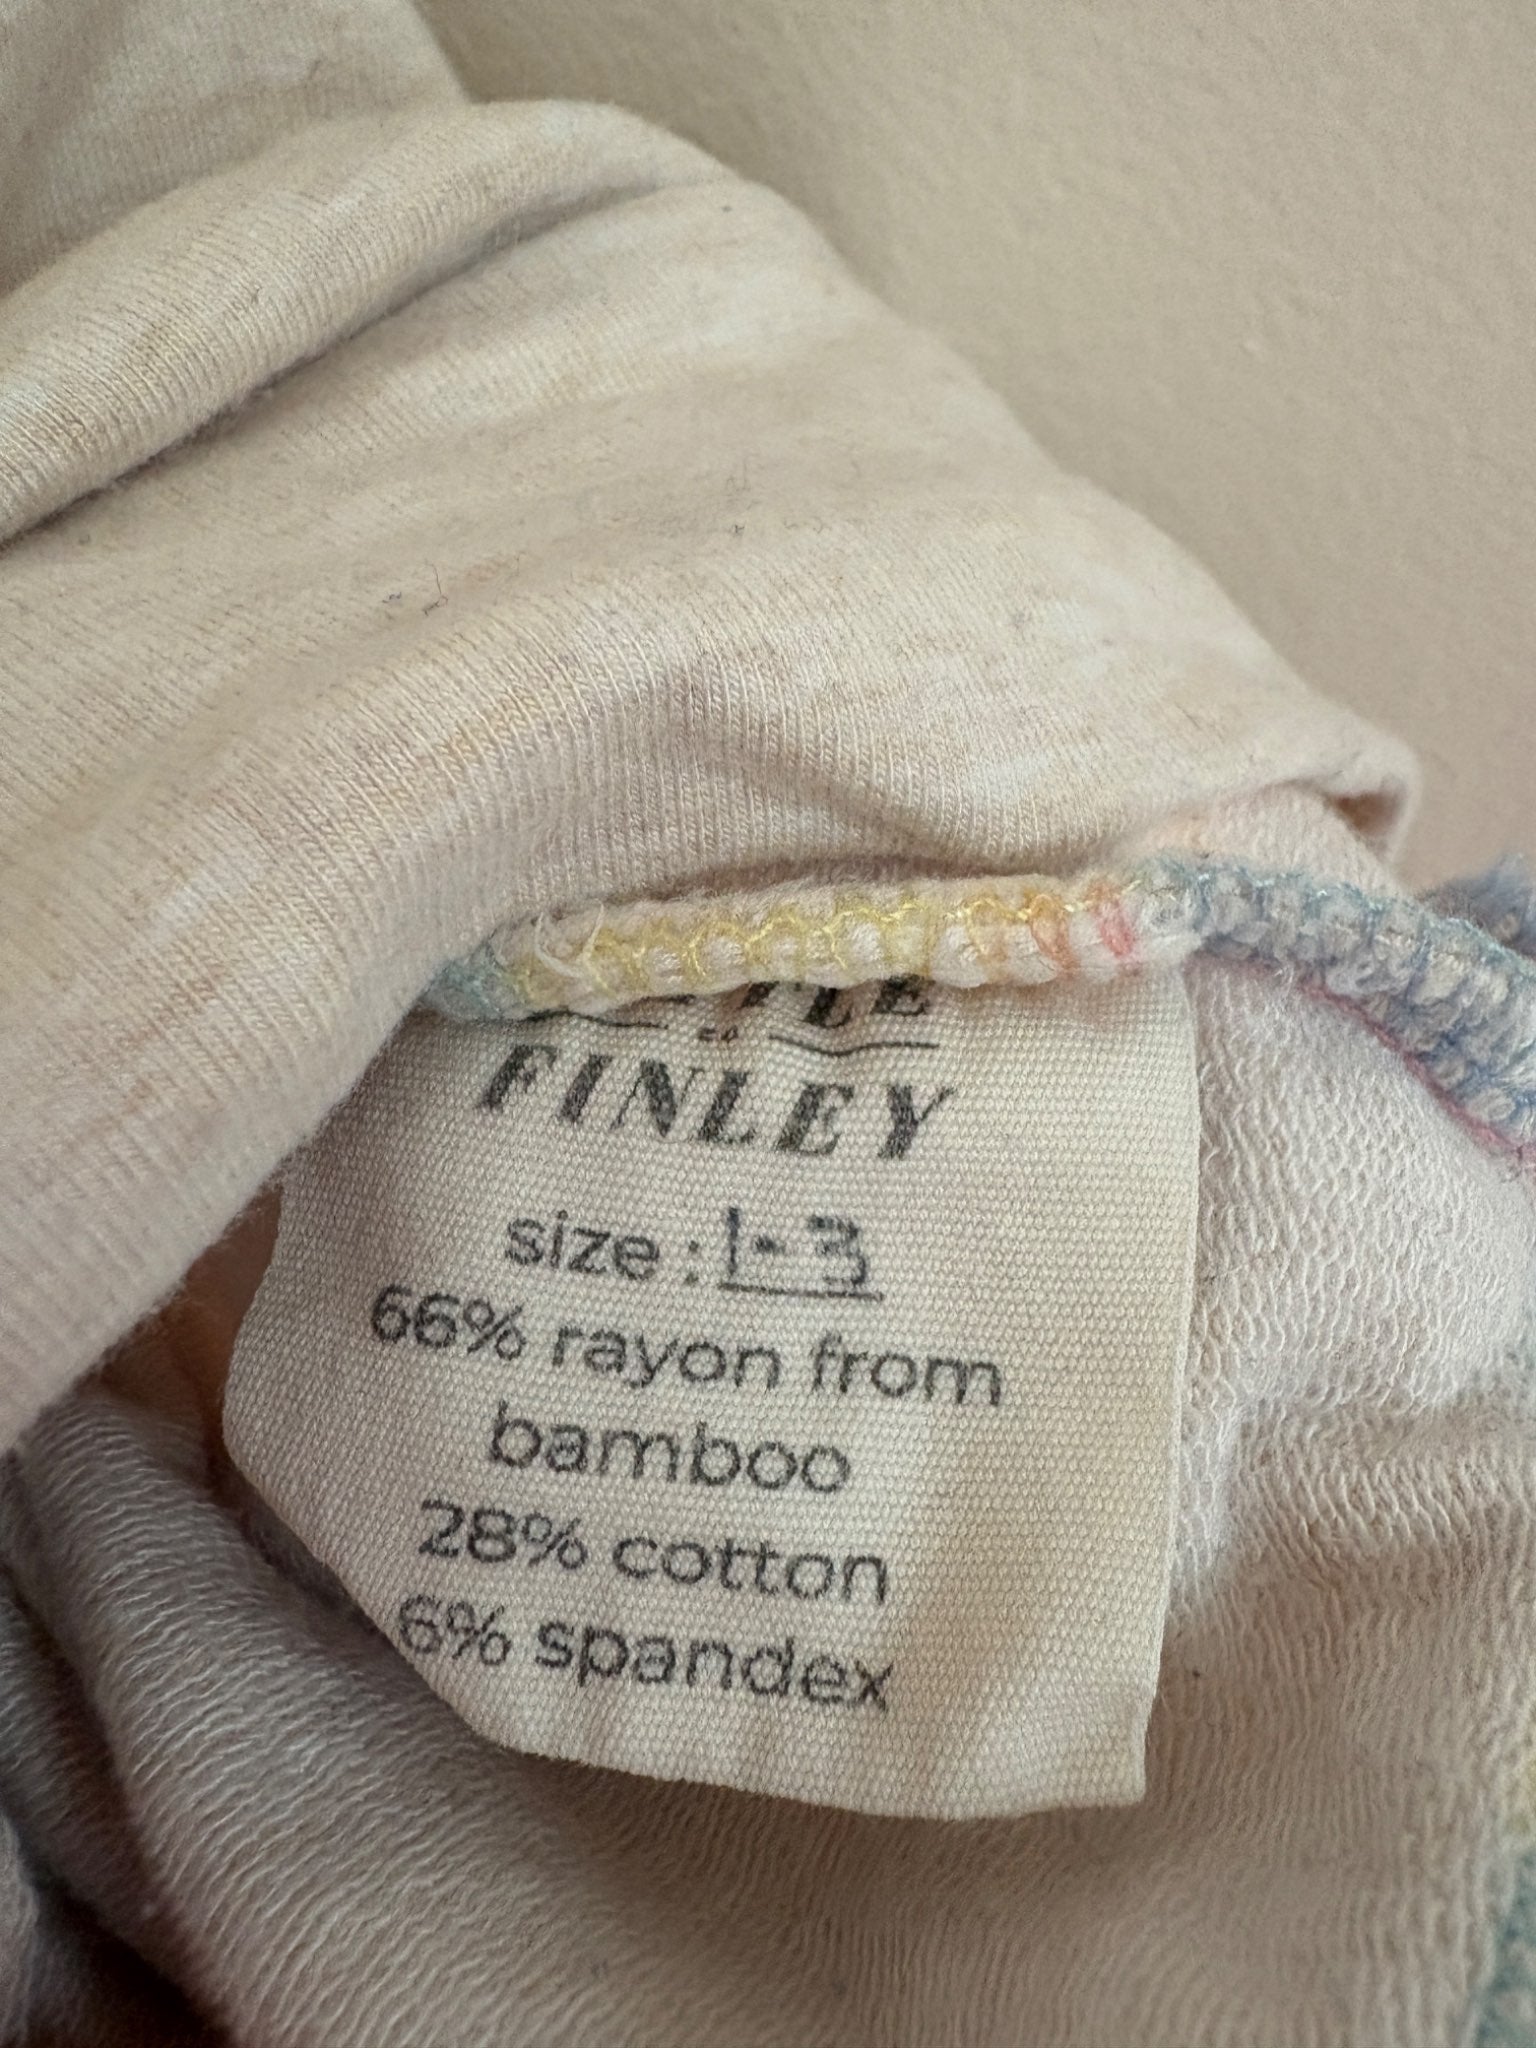 FINLEY
size: 1-3
66% rayon from
bamboo
28% cotton
6% spandex